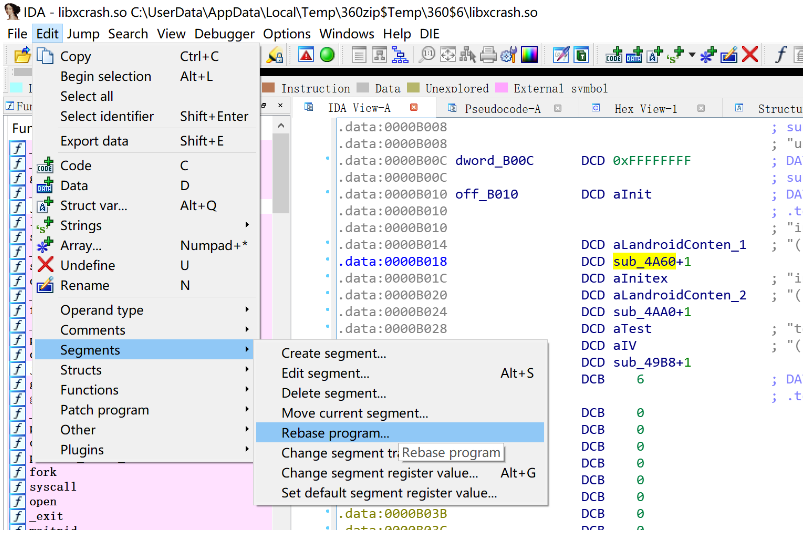 IDA - libxcrash.so C:\UserData\AppData\Local\Temp\360zip$Temp\360$6\libxcrash.so
File Edit Jump Search View Debugger Options Windows Help DIE
Instruction Data Unexplored External symbol
IDA View-A Pseudocode-A Hex View-1 Structu
Copy Ctrl+C
Begin selection Alt+L
Select all
Select identifier Shift+Enter
Export data Shift+E
Code C
Data D
Struct var... Alt+Q
Strings
Array... Numpad+*
Undefine U
Rename N
Operand type
Comments
Segments
Structs
Functions
Patch program
Other
Plugins
fork
syscall
open
_exit
waitpid
Create segment...
Edit segment... Alt+S
Delete segment...
Move current segment...
Rebase program...
Change segment tra
Rebase program
Change segment register value... Alt+G
Set default segment register value...
.data:0000B008 ; su
.data:0000B008 ; "u
.data:0000B00C dword_B00C DCD 0xFFFFFFFF ; DA
.data:0000B00C ; su
.data:0000B010 off_B010 DCD aInit ; DA
.data:0000B010 ; .t
.data:0000B010 ; "i
.data:0000B014 DCD aLandroidConten_1 ; "(
.data:0000B018 DCD sub_4A60+1
.data:0000B01C DCD aInitex ; "i
.data:0000B020 DCD aLandroidConten_2 ; "(
.data:0000B024 DCD sub_4AA0+1
.data:0000B028 DCD aTest ; "t
DCD aIV ; "(
DCD sub_49B8+1
DCB 6 ; DA
; .t
DCB 0
DCB 0
DCB 0
DCB 0
DCB 0
DCB 0
.data:0000B03B DCB 0
.data:0000B03C DCB 0